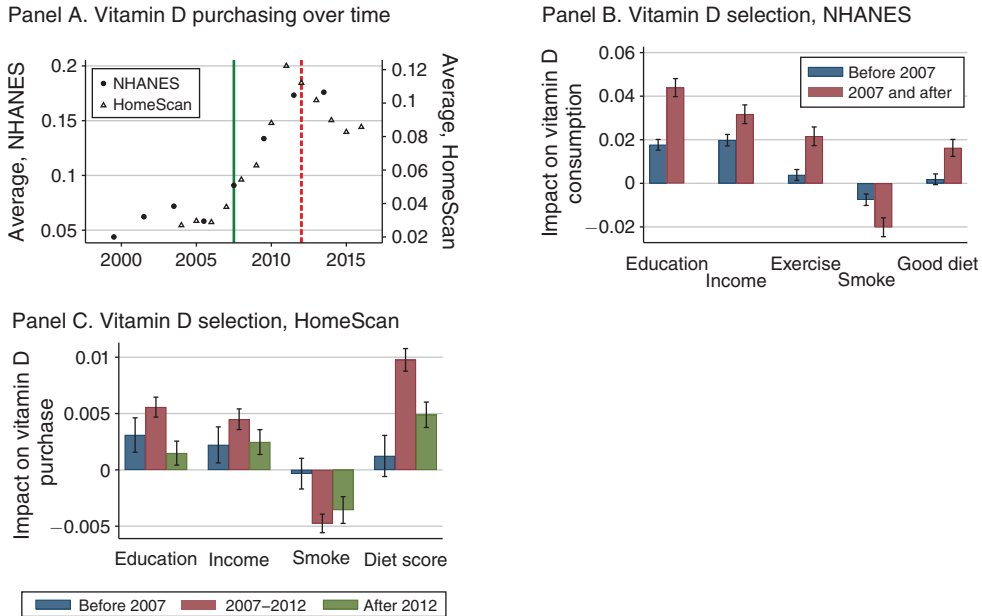 Panel A. Vitamin D purchasing over time
Average, NHANES
0.2
0.15
0.1
0.05
NHANES
HomeScan
0.12
0.1
0.08
0.06
0.04
0.02
Average, HomeScan
2000 2005 2010 2015
Panel B. Vitamin D selection, NHANES
Impact on vitamin D
consumption
0.06
0.04
0.02
0
−0.02
Before 2007
2007 and after
Education Exercise Good diet
Income Smoke
Panel C. Vitamin D selection, HomeScan
Impact on vitamin D
purchase
0.01
0.005
0
−0.005
Education Income Smoke Diet score
Before 2007 2007–2012 After 2012